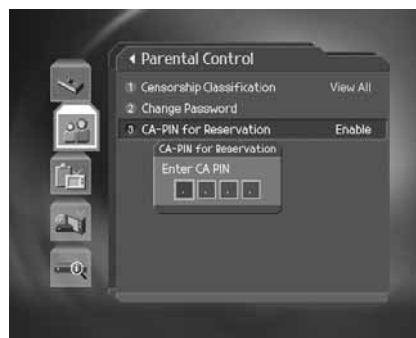 Parental Control
1 Censorship Classification View All
2 Change Password
3 CA-PIN for Reservation Enable
CA-PIN for Reservation
Enter CA PIN